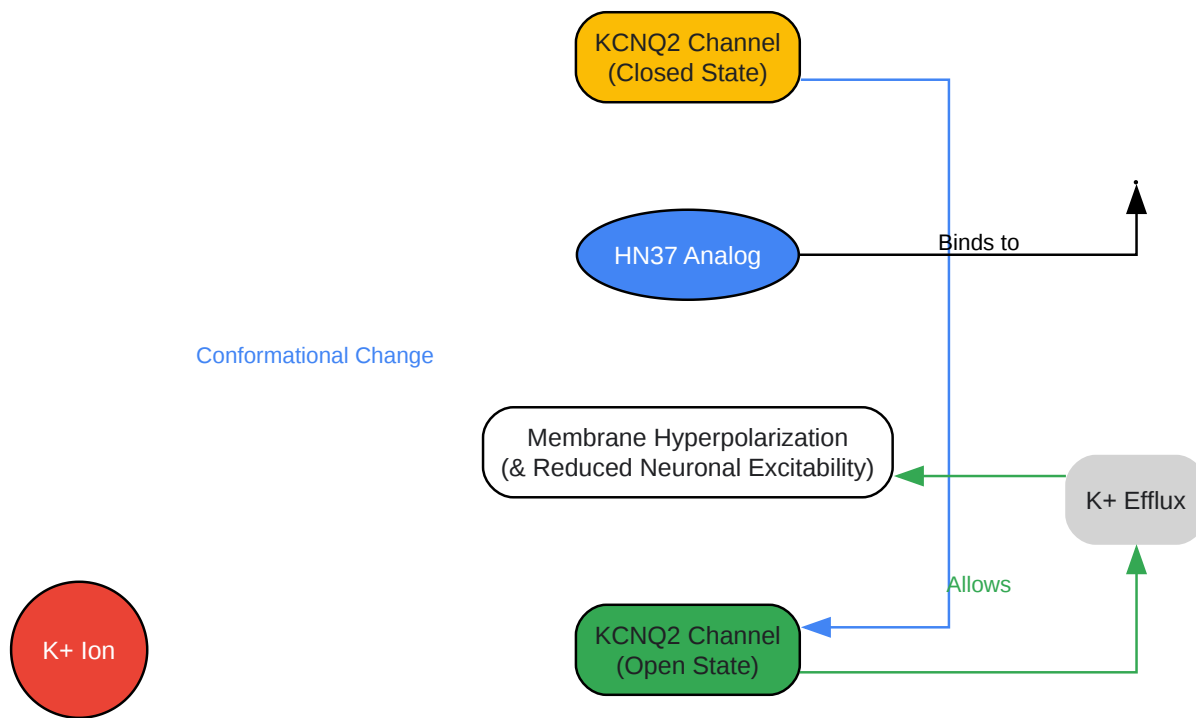 KCNQ2 Channel
(Closed State)
HN37 Analog
Binds to
Conformational Change
Membrane Hyperpolarization
(& Reduced Neuronal Excitability)
K+ Efflux
Allows
KCNQ2 Channel
(Open State)
K+ Ion